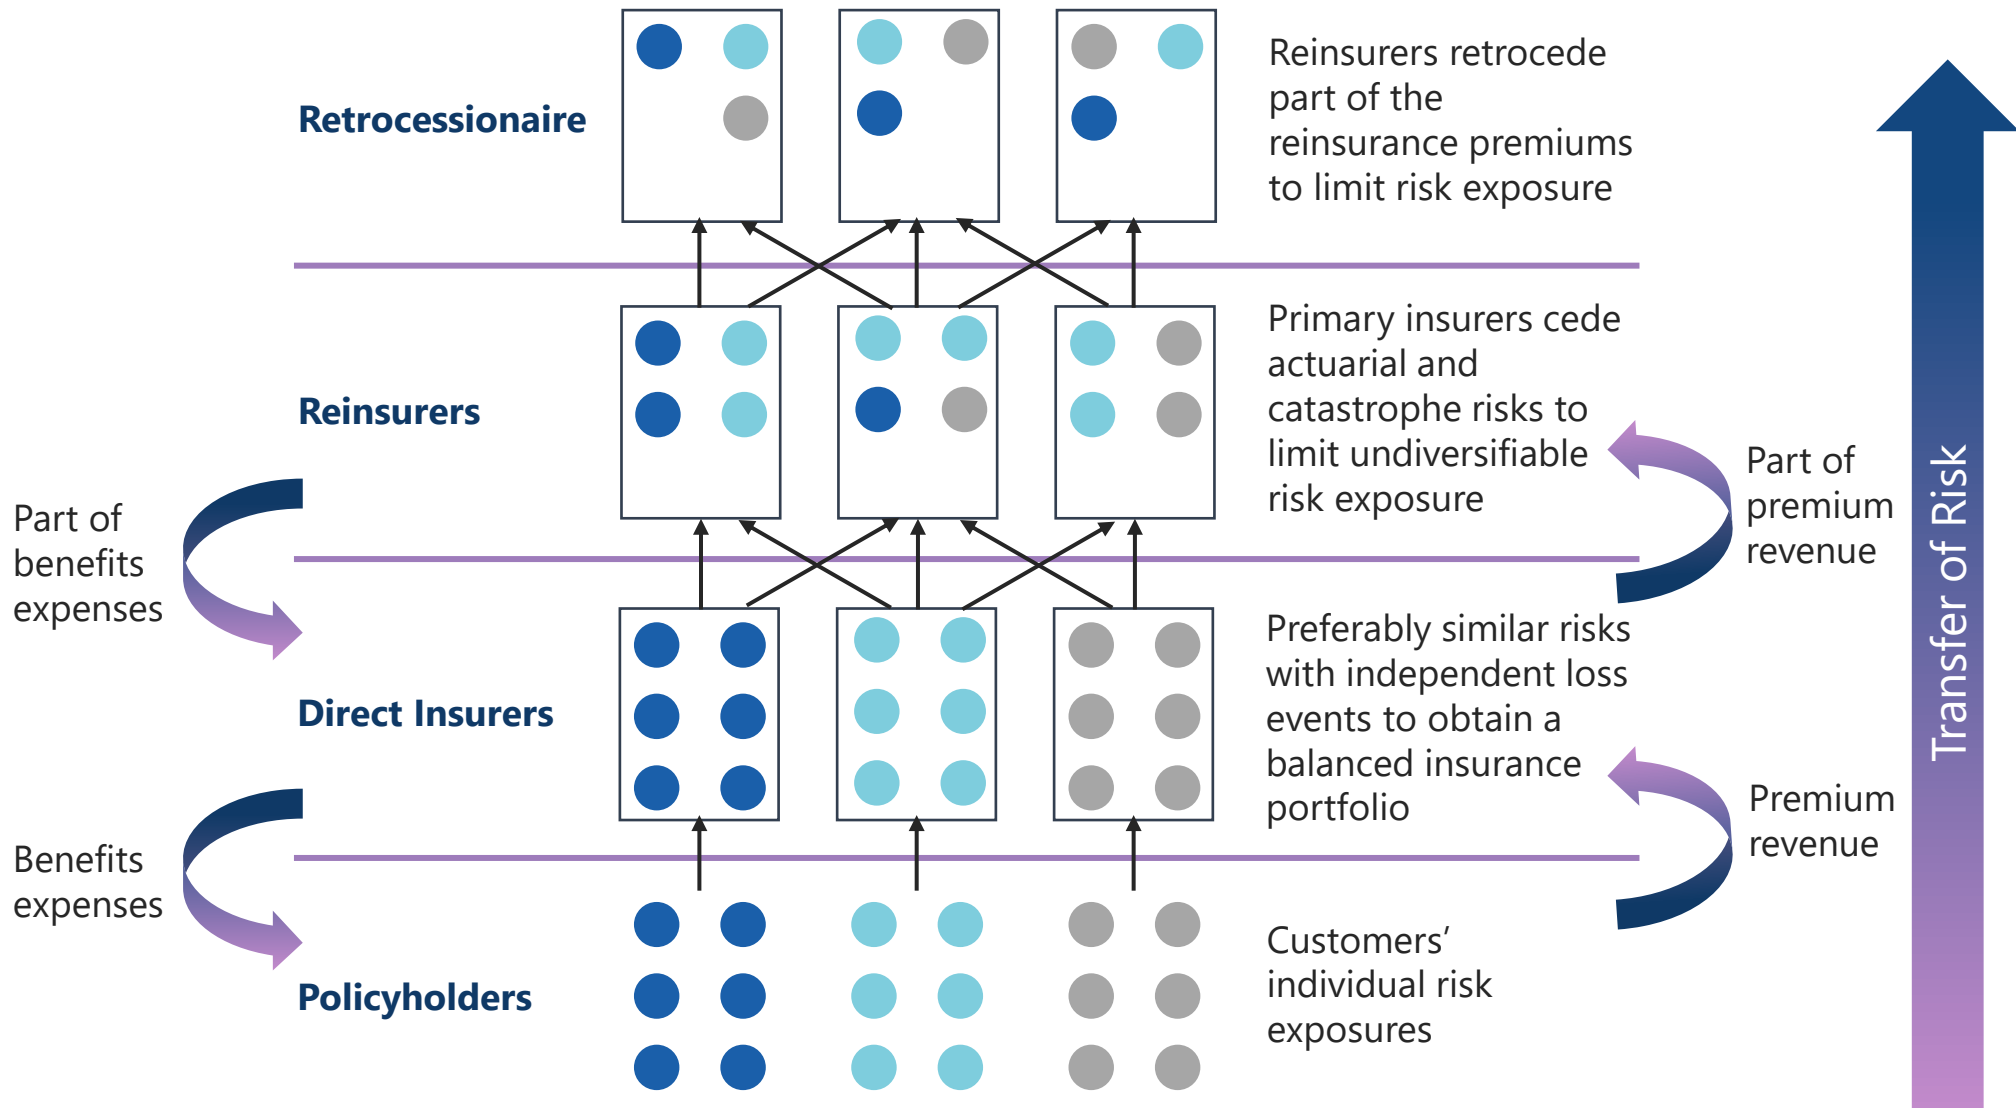 Retrocessionaire
Reinsurers retrocede
part of the
reinsurance premiums
to limit risk exposure
Reinsurers
Primary insurers cede
actuarial and
catastrophe risks to
limit undiversifiable
risk exposure
Part of
benefits
expenses
Part of
premium
revenue
Transfer of Risk
Direct Insurers
Preferably similar risks
with independent loss
events to obtain a
balanced insurance
portfolio
Benefits
expenses
Premium
revenue
Policyholders
Customers’
individual risk
exposures